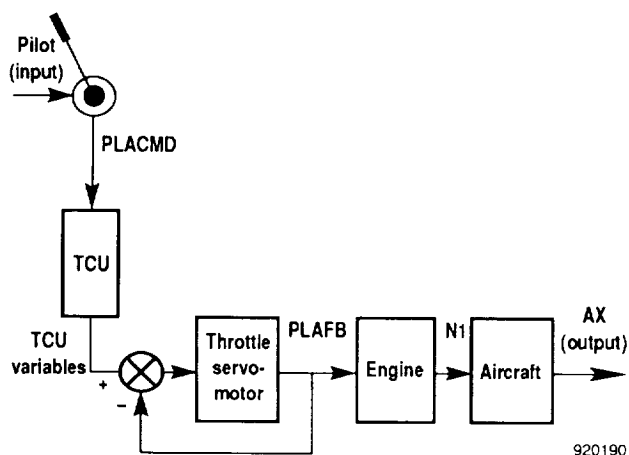 Pilot
(input)
PLACMD
TCU
TCU
variables
+
–
Throttle
servo-
motor
PLAFB
Engine
N1
Aircraft
AX
(output)
920190